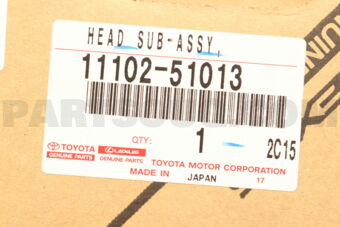 HEAD SUB-ASSY,
11102-51013
QTY:
1
2C15
TOYOTA
GENUINE PARTS
LEXUS
GENUINE PARTS
TOYOTA MOTOR CORPORATION
MADE IN JAPAN
17